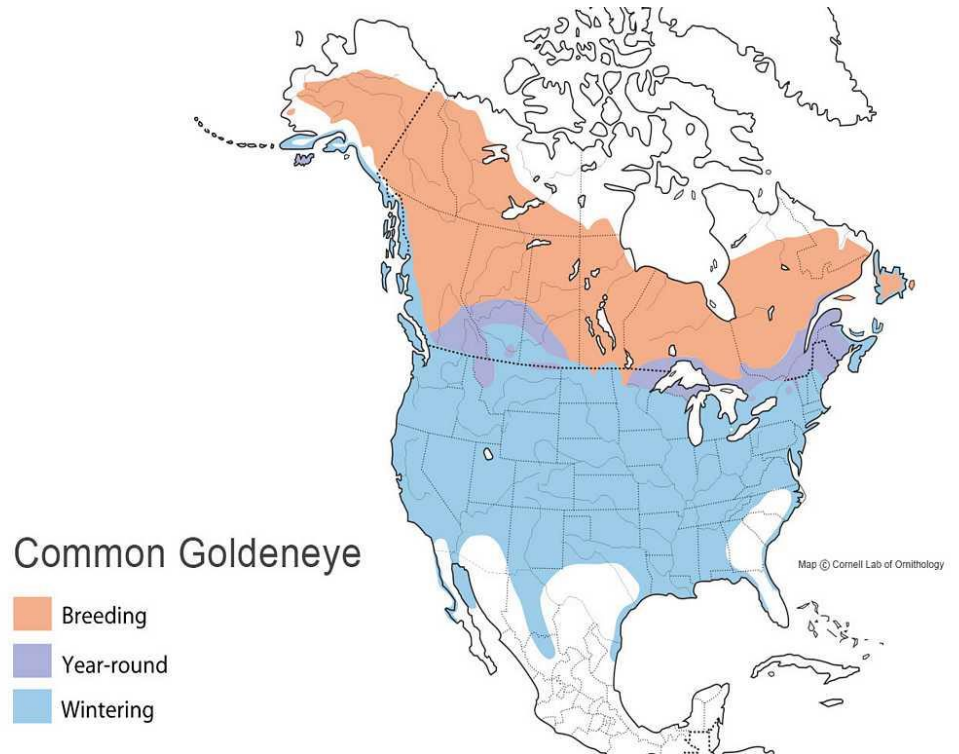 Common Goldeneye
Breeding
Year-round
Wintering
Map © Cornell Lab of Ornithology